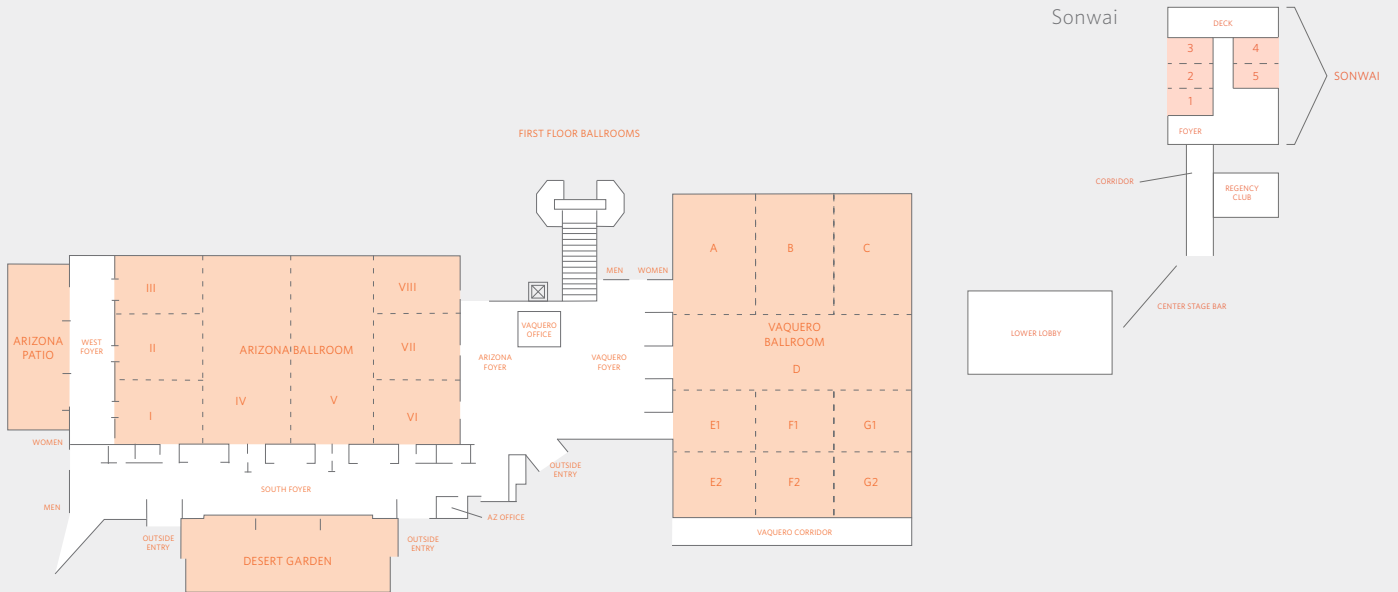 Sonwai
DECK
3
4
2
5
SONWAI
1
FOYER
FIRST FLOOR BALLROOMS
CORRIDOR
REGENCY
CLUB
A
B
C
MEN
WOMEN
III
VIII
CENTER STAGE BAR
VAQUERO
OFFICE
VAQUERO
BALLROOM
LOWER LOBBY
ARIZONA
PATIO
WEST
FOYER
II
ARIZONA BALLROOM
VII
ARIZONA
FOYER
VAQUERO
FOYER
D
IV
V
I
VI
E1
F1
G1
WOMEN
OUTSIDE
ENTRY
E2
F2
G2
SOUTH FOYER
MEN
AZ OFFICE
VAQUERO CORRIDOR
OUTSIDE
ENTRY
OUTSIDE
ENTRY
DESERT GARDEN